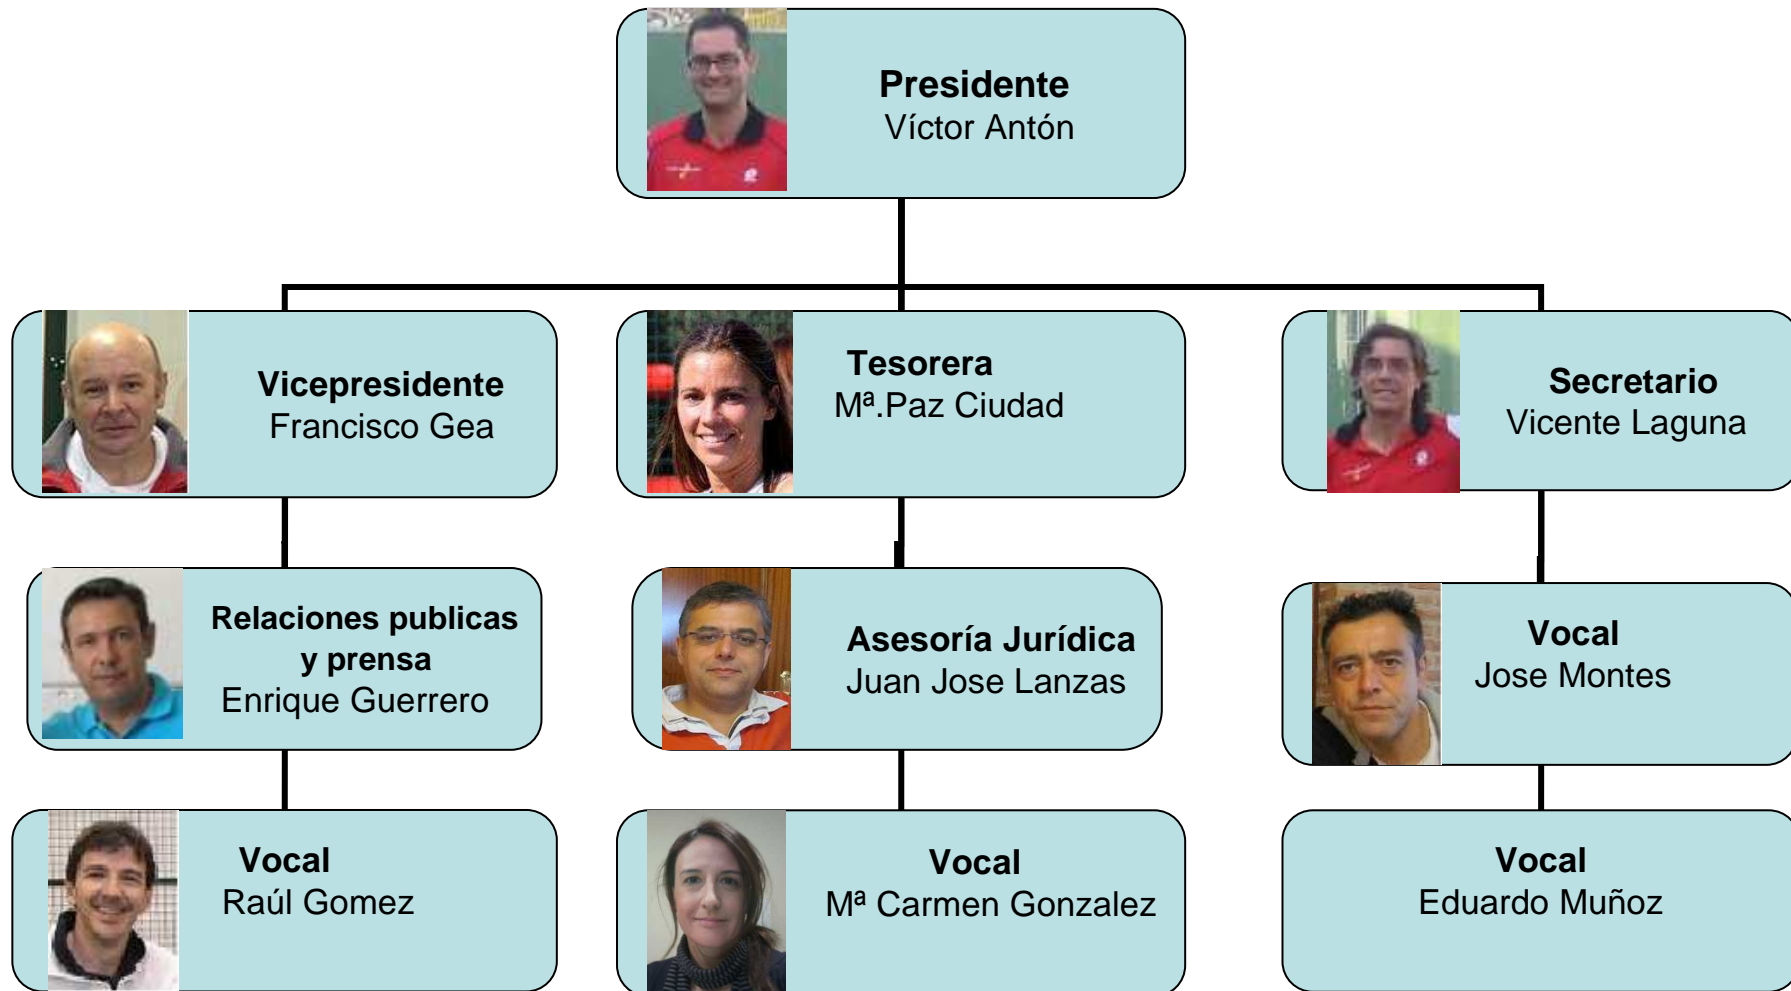 Presidente
Víctor Antón
Vicepresidente
Francisco Gea
Tesorera
Mª.Paz Ciudad
Secretario
Vicente Laguna
Relaciones publicas
y prensa
Enrique Guerrero
Asesoría Jurídica
Juan Jose Lanzas
Vocal
Jose Montes
Vocal
Raúl Gomez
Vocal
Mª Carmen Gonzalez
Vocal
Eduardo Muñoz